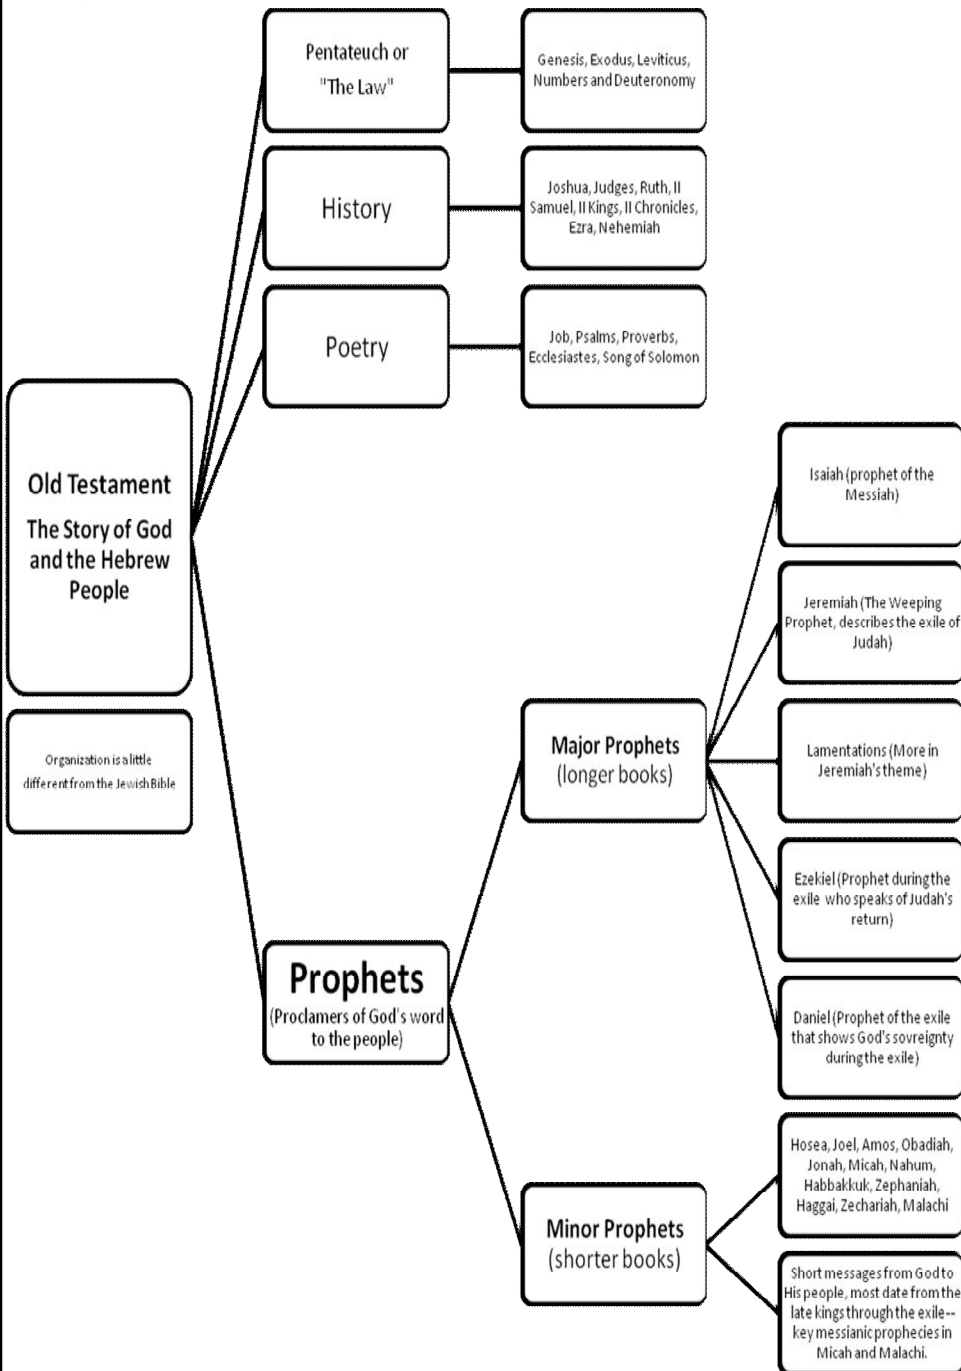 Pentateuch or
"The Law"
Genesis, Exodus, Leviticus,
Numbers and Deuteronomy
History
Joshua, Judges, Ruth, II
Samuel, II Kings, II Chronicles,
Ezra, Nehemiah
Poetry
Job, Psalms, Proverbs,
Ecclesiastes, Song of Solomon
Old Testament
The Story of God
and the Hebrew
People
Organization is a little
different from the Jewish Bible
Prophets
(Proclamers of God's word
to the people)
Major Prophets
(longer books)
Isaiah (prophet of the
Messiah)
Jeremiah (The Weeping
Prophet, describes the exile of
Judah)
Lamentations (More in
Jeremiah's theme)
Ezekiel (Prophet during the
exile who speaks of Judah's
return)
Daniel (Prophet of the exile
that shows God's sovreignty
during the exile)
Minor Prophets
(shorter books)
Hosea, Joel, Amos, Obadiah,
Jonah, Micah, Nahum,
Habbakkuk, Zephaniah,
Haggai, Zechariah, Malachi
Short messages from God to
His people, most date from the
late kings through the exile--
key messianic prophecies in
Micah and Malachi.